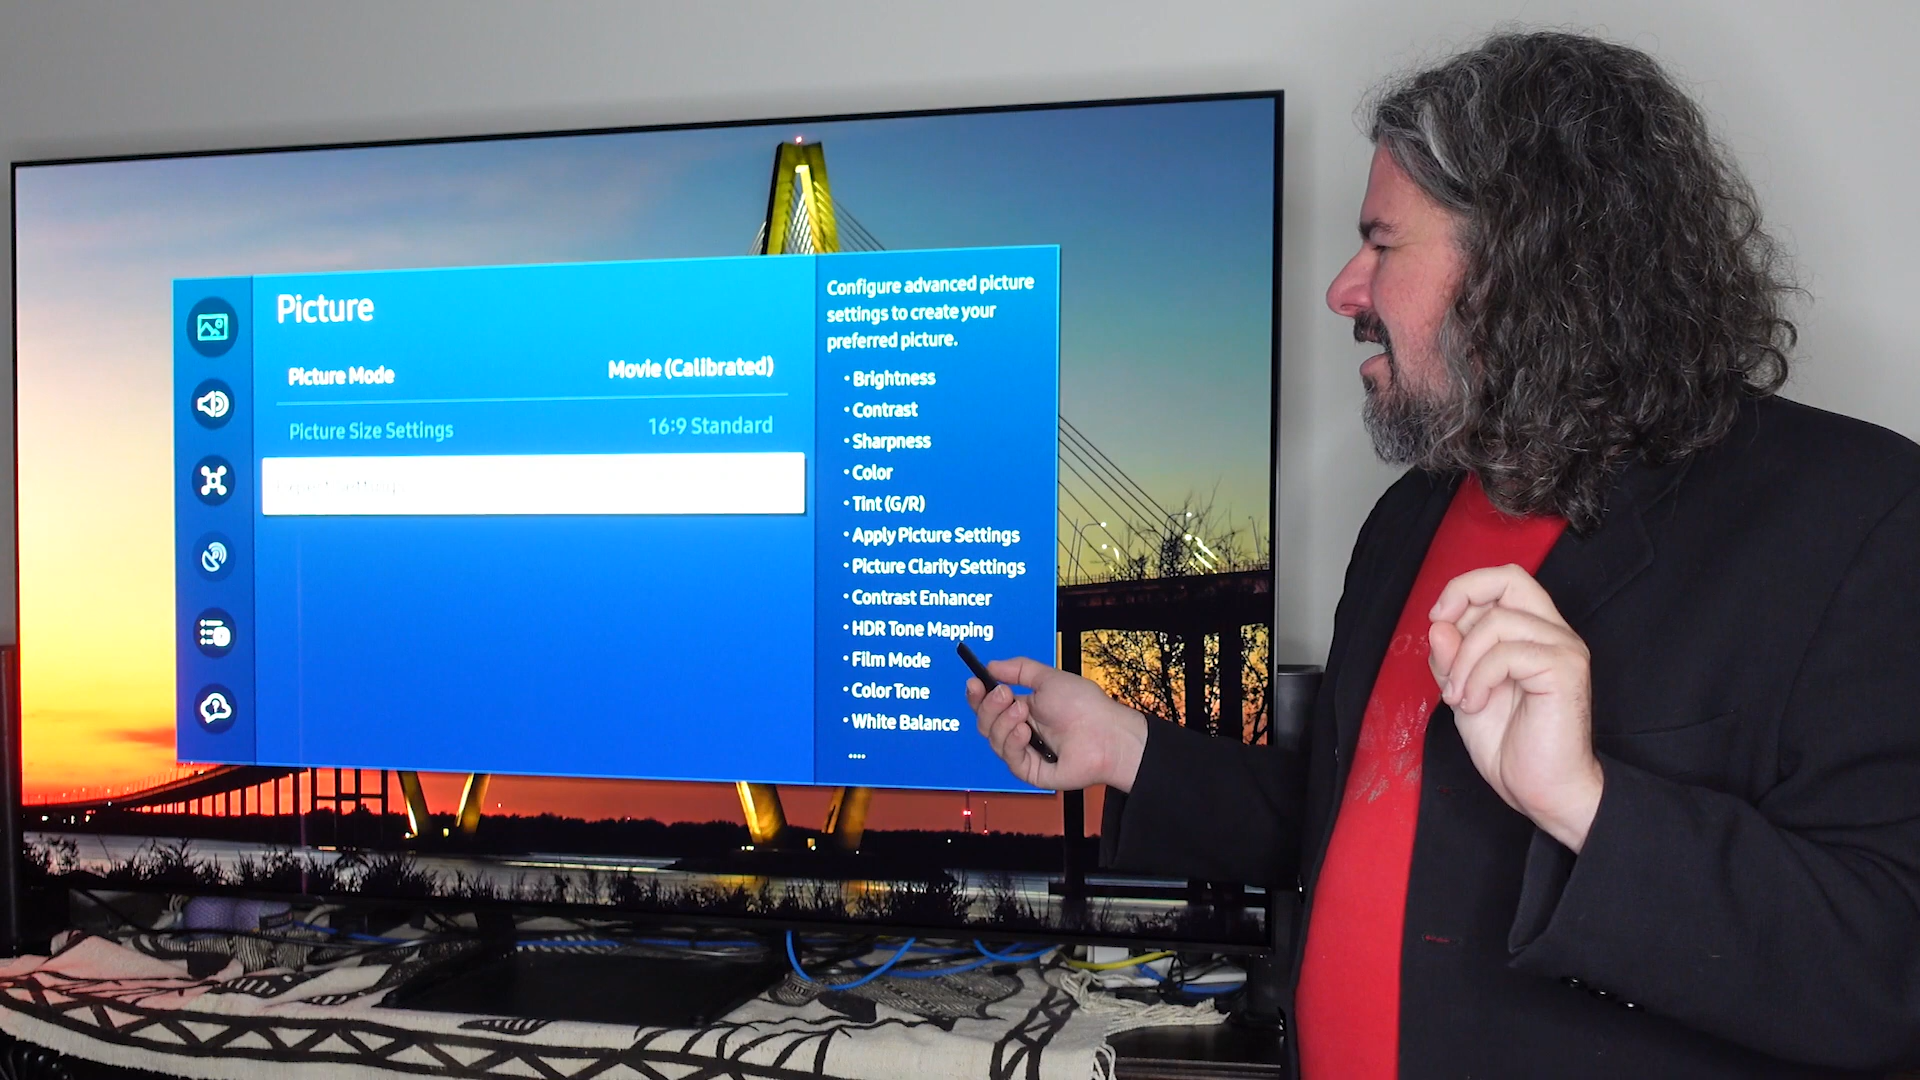 Picture
Picture Mode
Movie (Calibrated)
Picture Size Settings
16:9 Standard
Expert Settings
Configure advanced picture
settings to create your
preferred picture.
• Brightness
• Contrast
• Sharpness
• Color
• Tint (G/R)
• Apply Picture Settings
• Picture Clarity Settings
• Contrast Enhancer
• HDR Tone Mapping
• Film Mode
• Color Tone
• White Balance
....